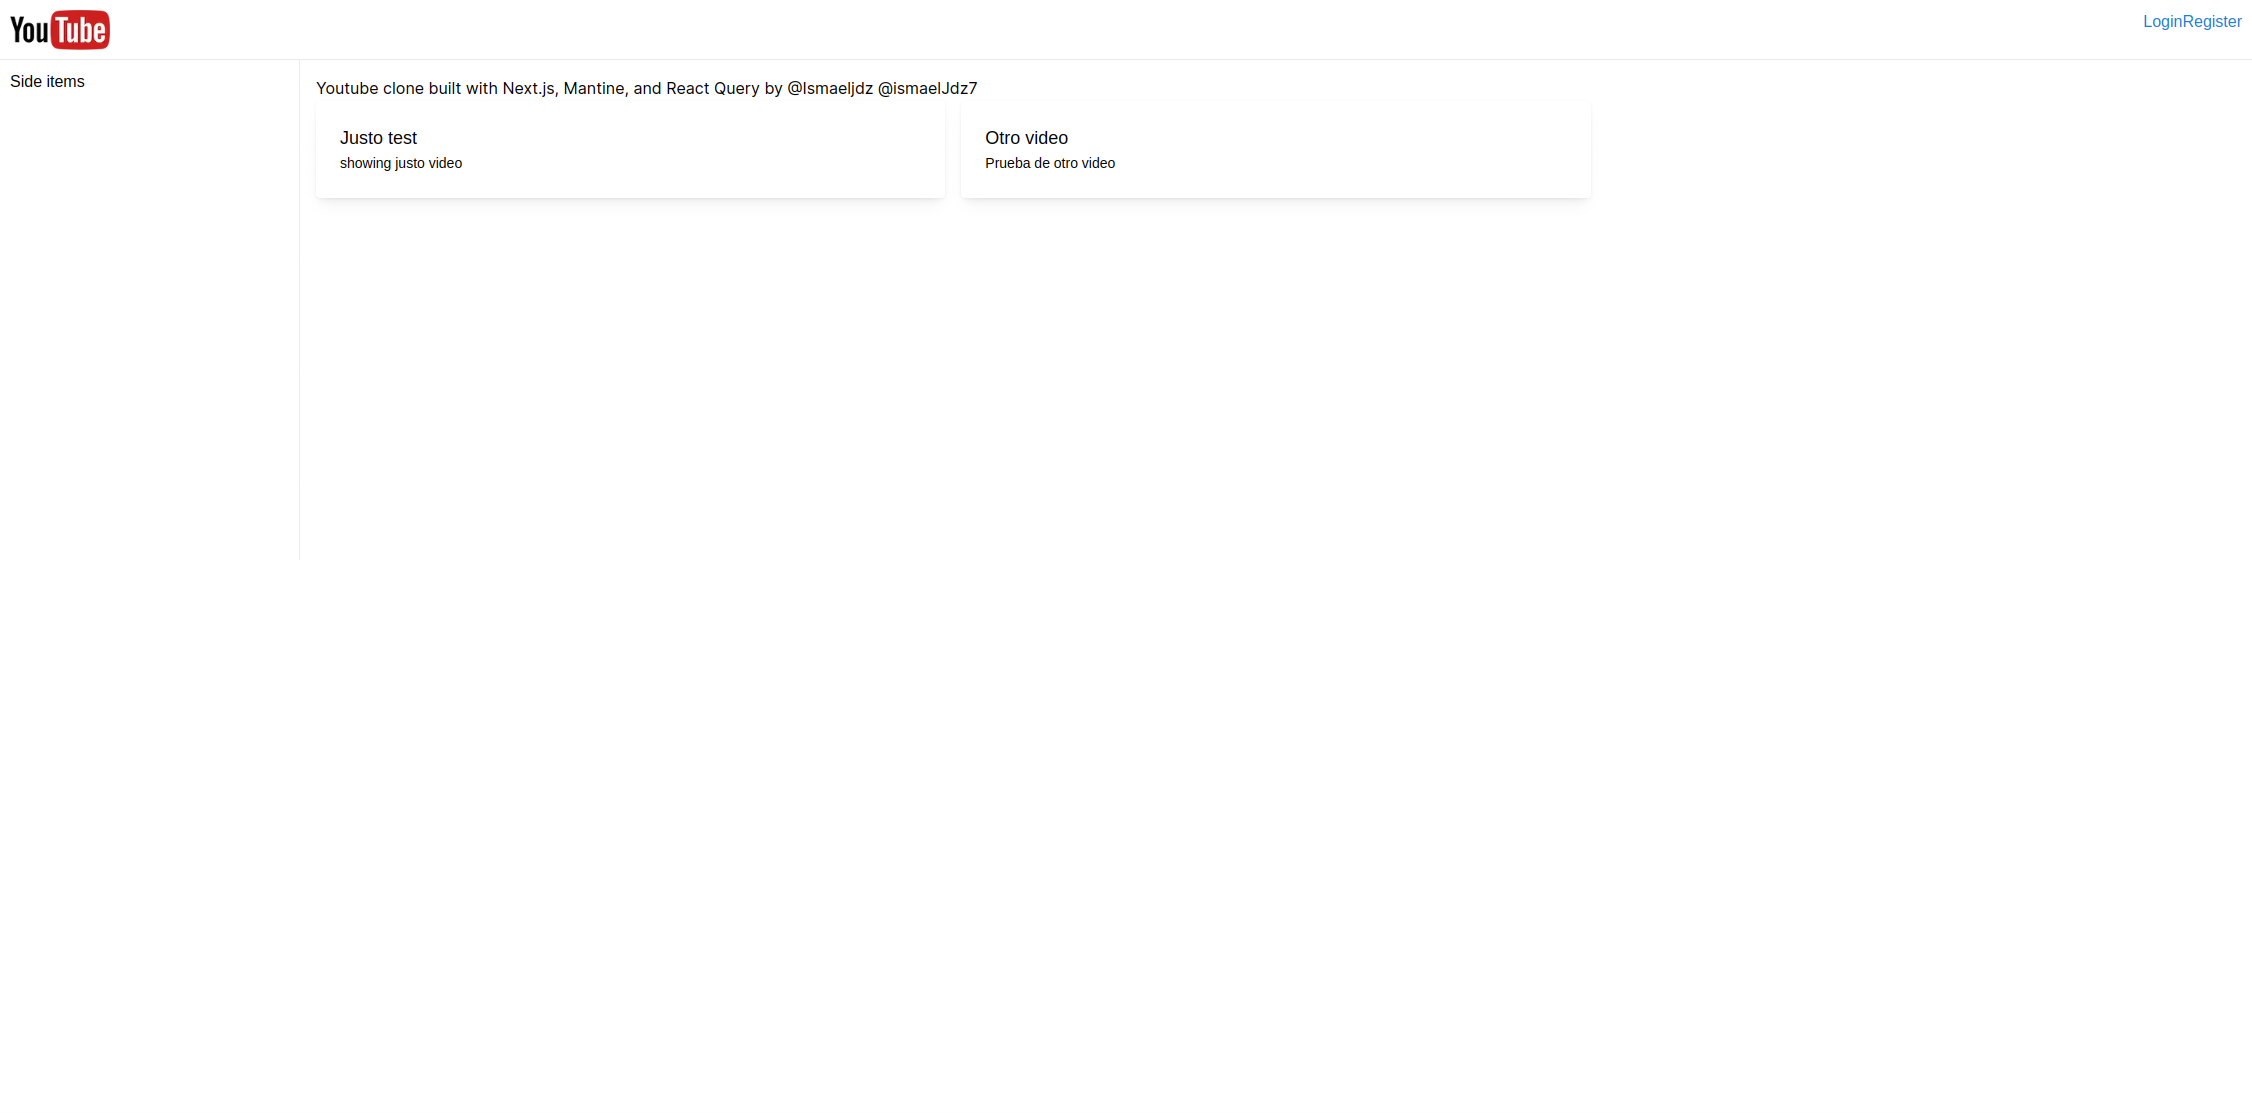 YouTube
LoginRegister
Side items
Youtube clone built with Next.js, Mantine, and React Query by @Ismaeljdz @ismaelJdz7
Justo test
showing justo video
Otro video
Prueba de otro video